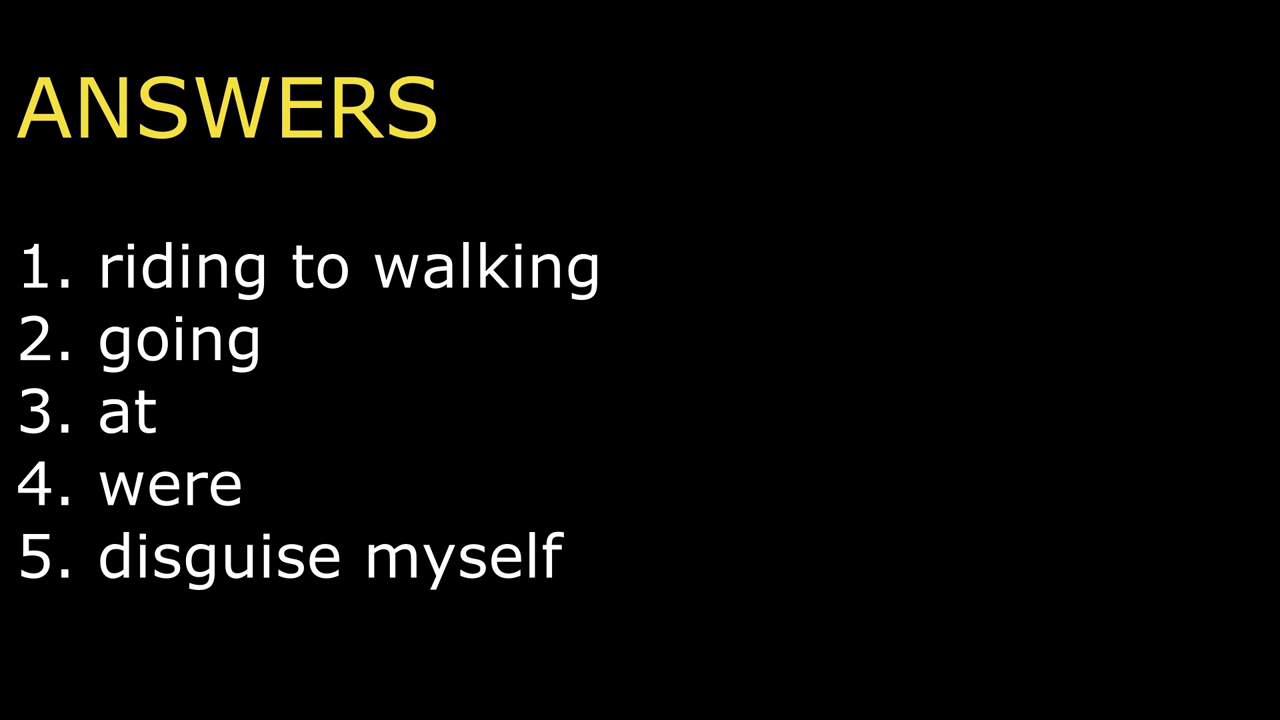 ANSWERS
1. riding to walking
2. going
3. at
4. were
5. disguise myself